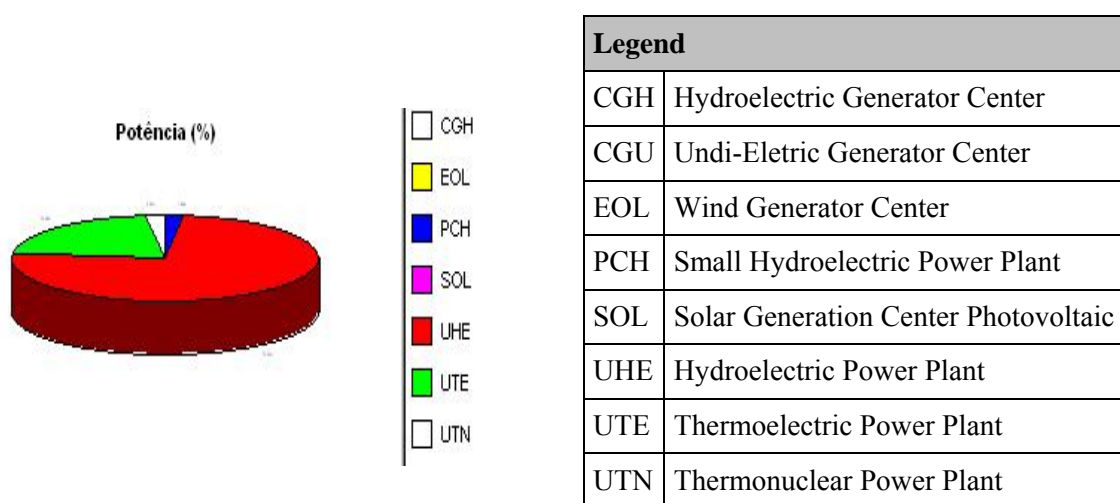 Potência (%)
CGH
EOL
PCH
SOL
UHE
UTE
UTN
Legend
CGH Hydroelectric Generator Center
CGU Undi-Eletric Generator Center
EOL Wind Generator Center
PCH Small Hydroelectric Power Plant
SOL Solar Generation Center Photovoltaic
UHE Hydroelectric Power Plant
UTE Thermoelectric Power Plant
UTN Thermonuclear Power Plant